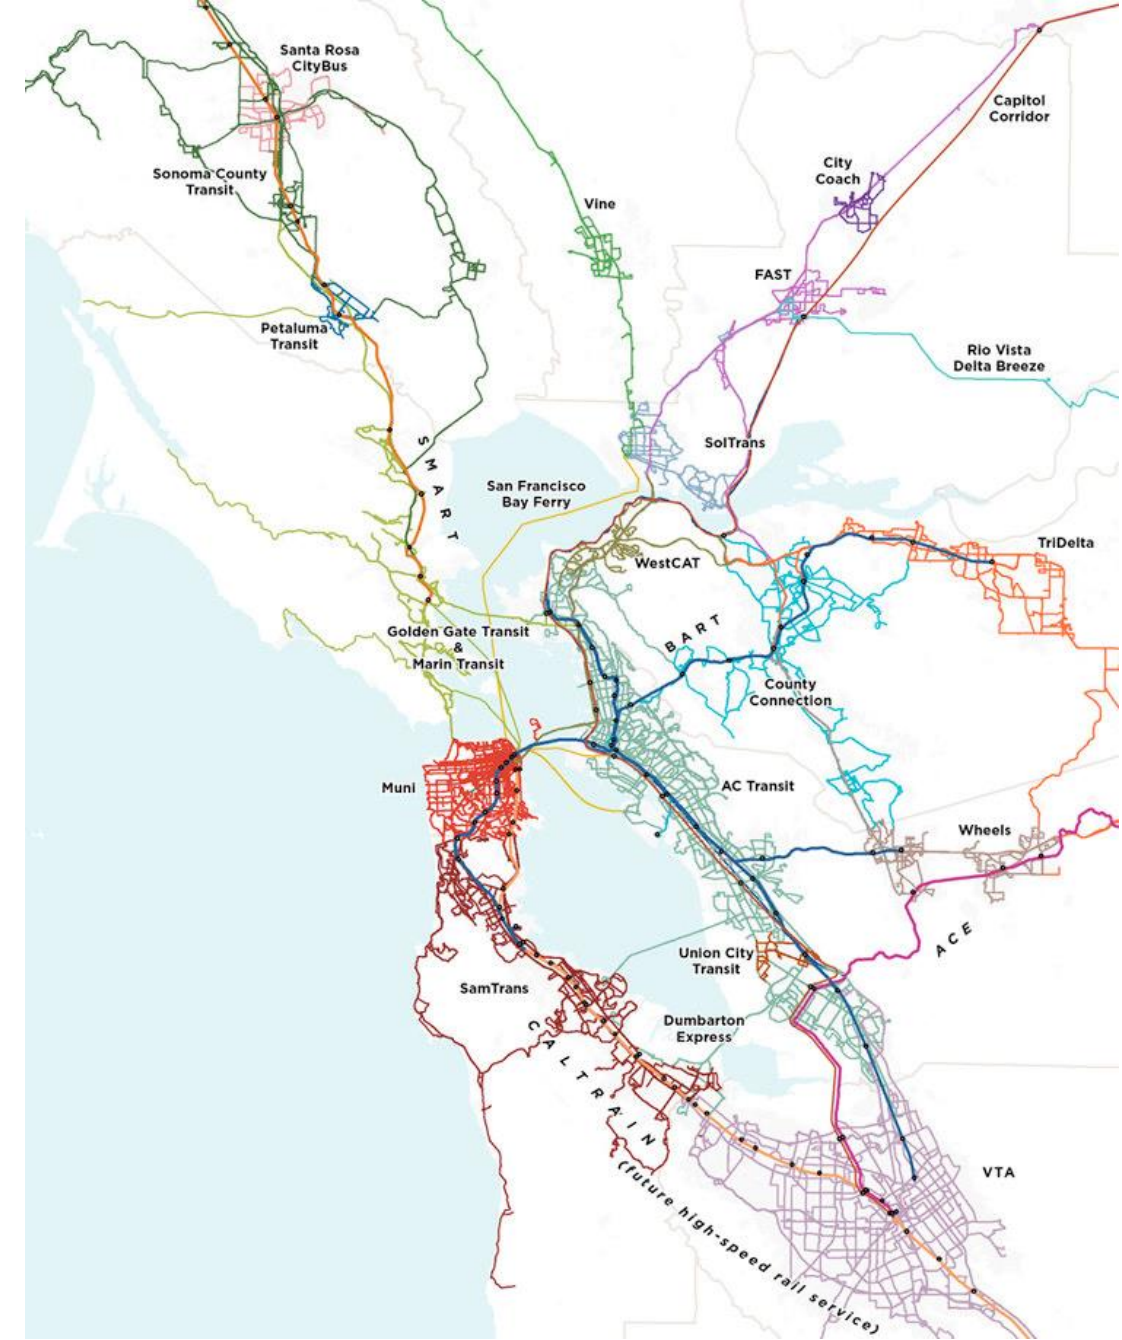 Santa Rosa
CityBus
Capitol
Corridor
Sonoma County
Transit
City
Coach
Vine
FAST
Petaluma
Transit
Rio Vista
Delta Breeze
SMART
SolTrans
San Francisco
Bay Ferry
TriDelta
WestCAT
BART
Golden Gate Transit
&
Marin Transit
County
Connection
Muni
AC Transit
Wheels
ACE
Union City
Transit
SamTrans
Dumbarton
Express
CALTRAIN
(future high-speed rail service)
VTA